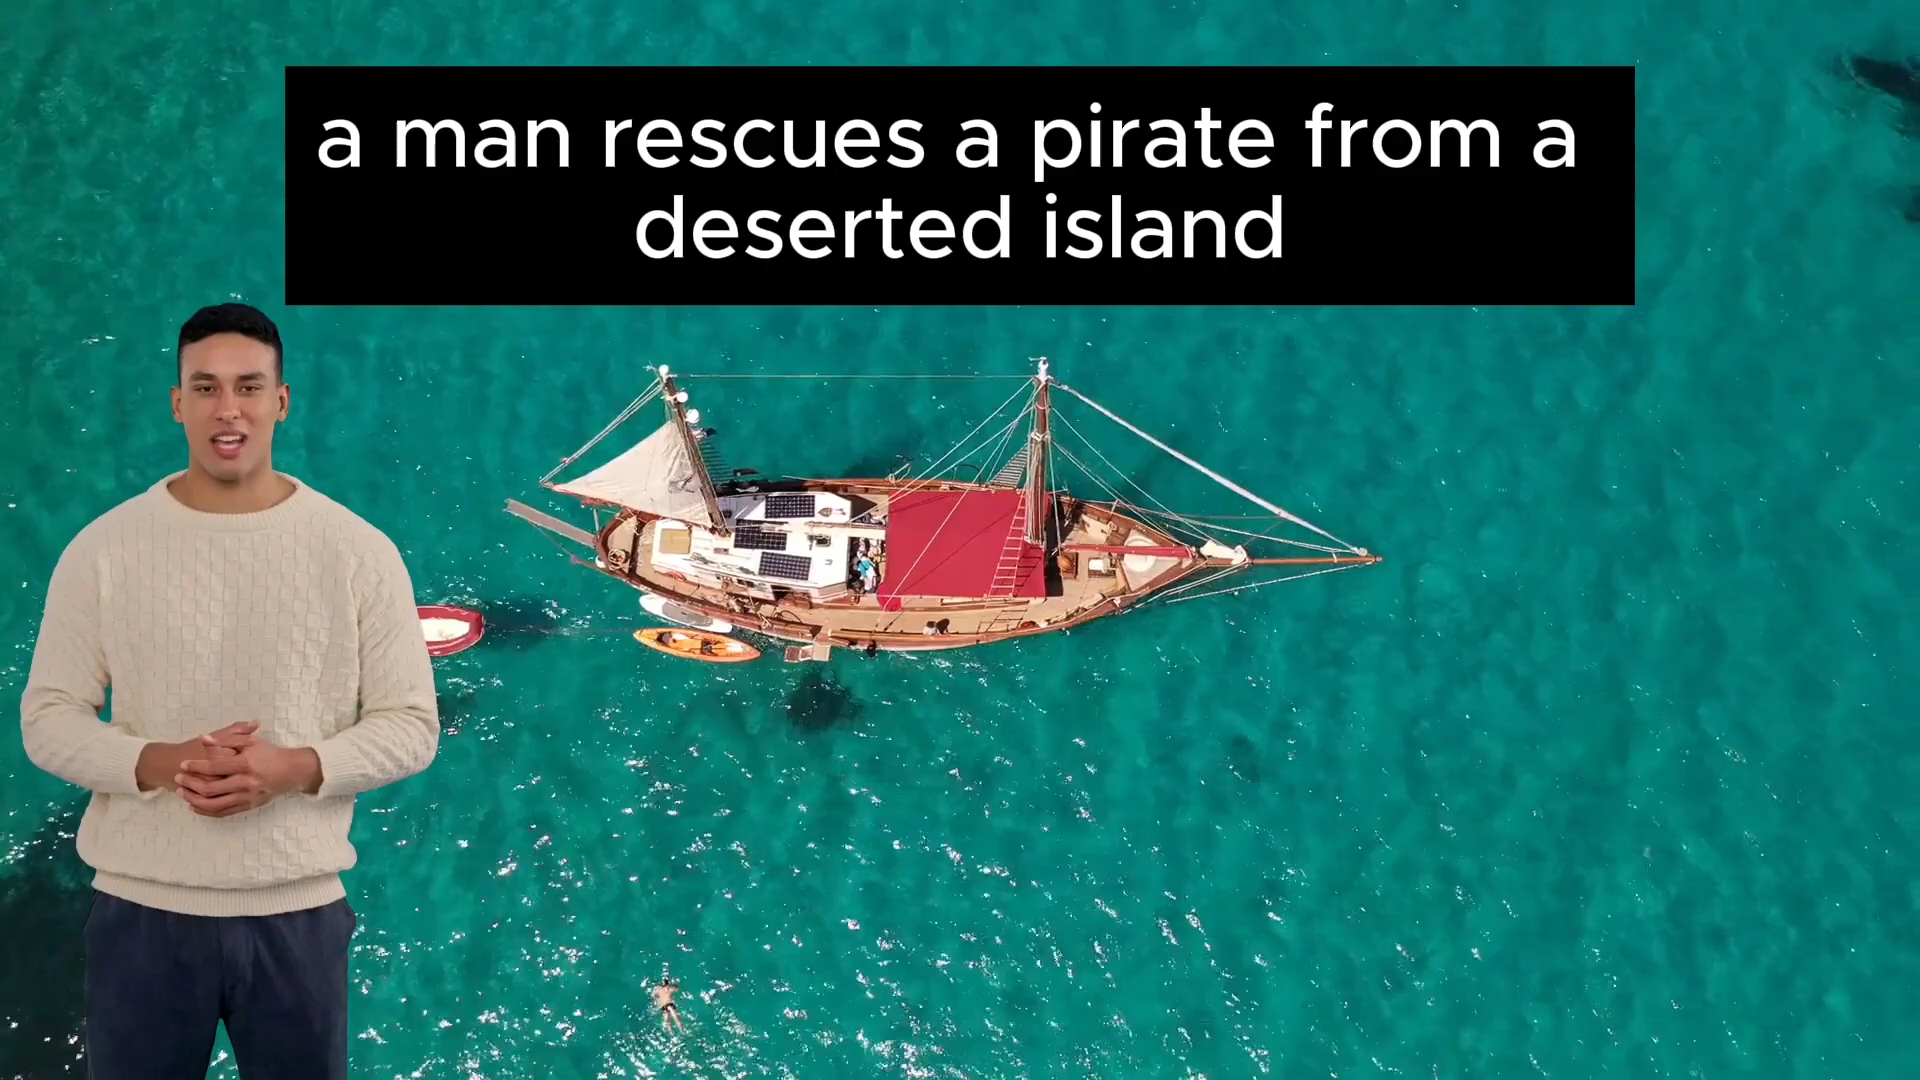 a man rescues a pirate from a
deserted island